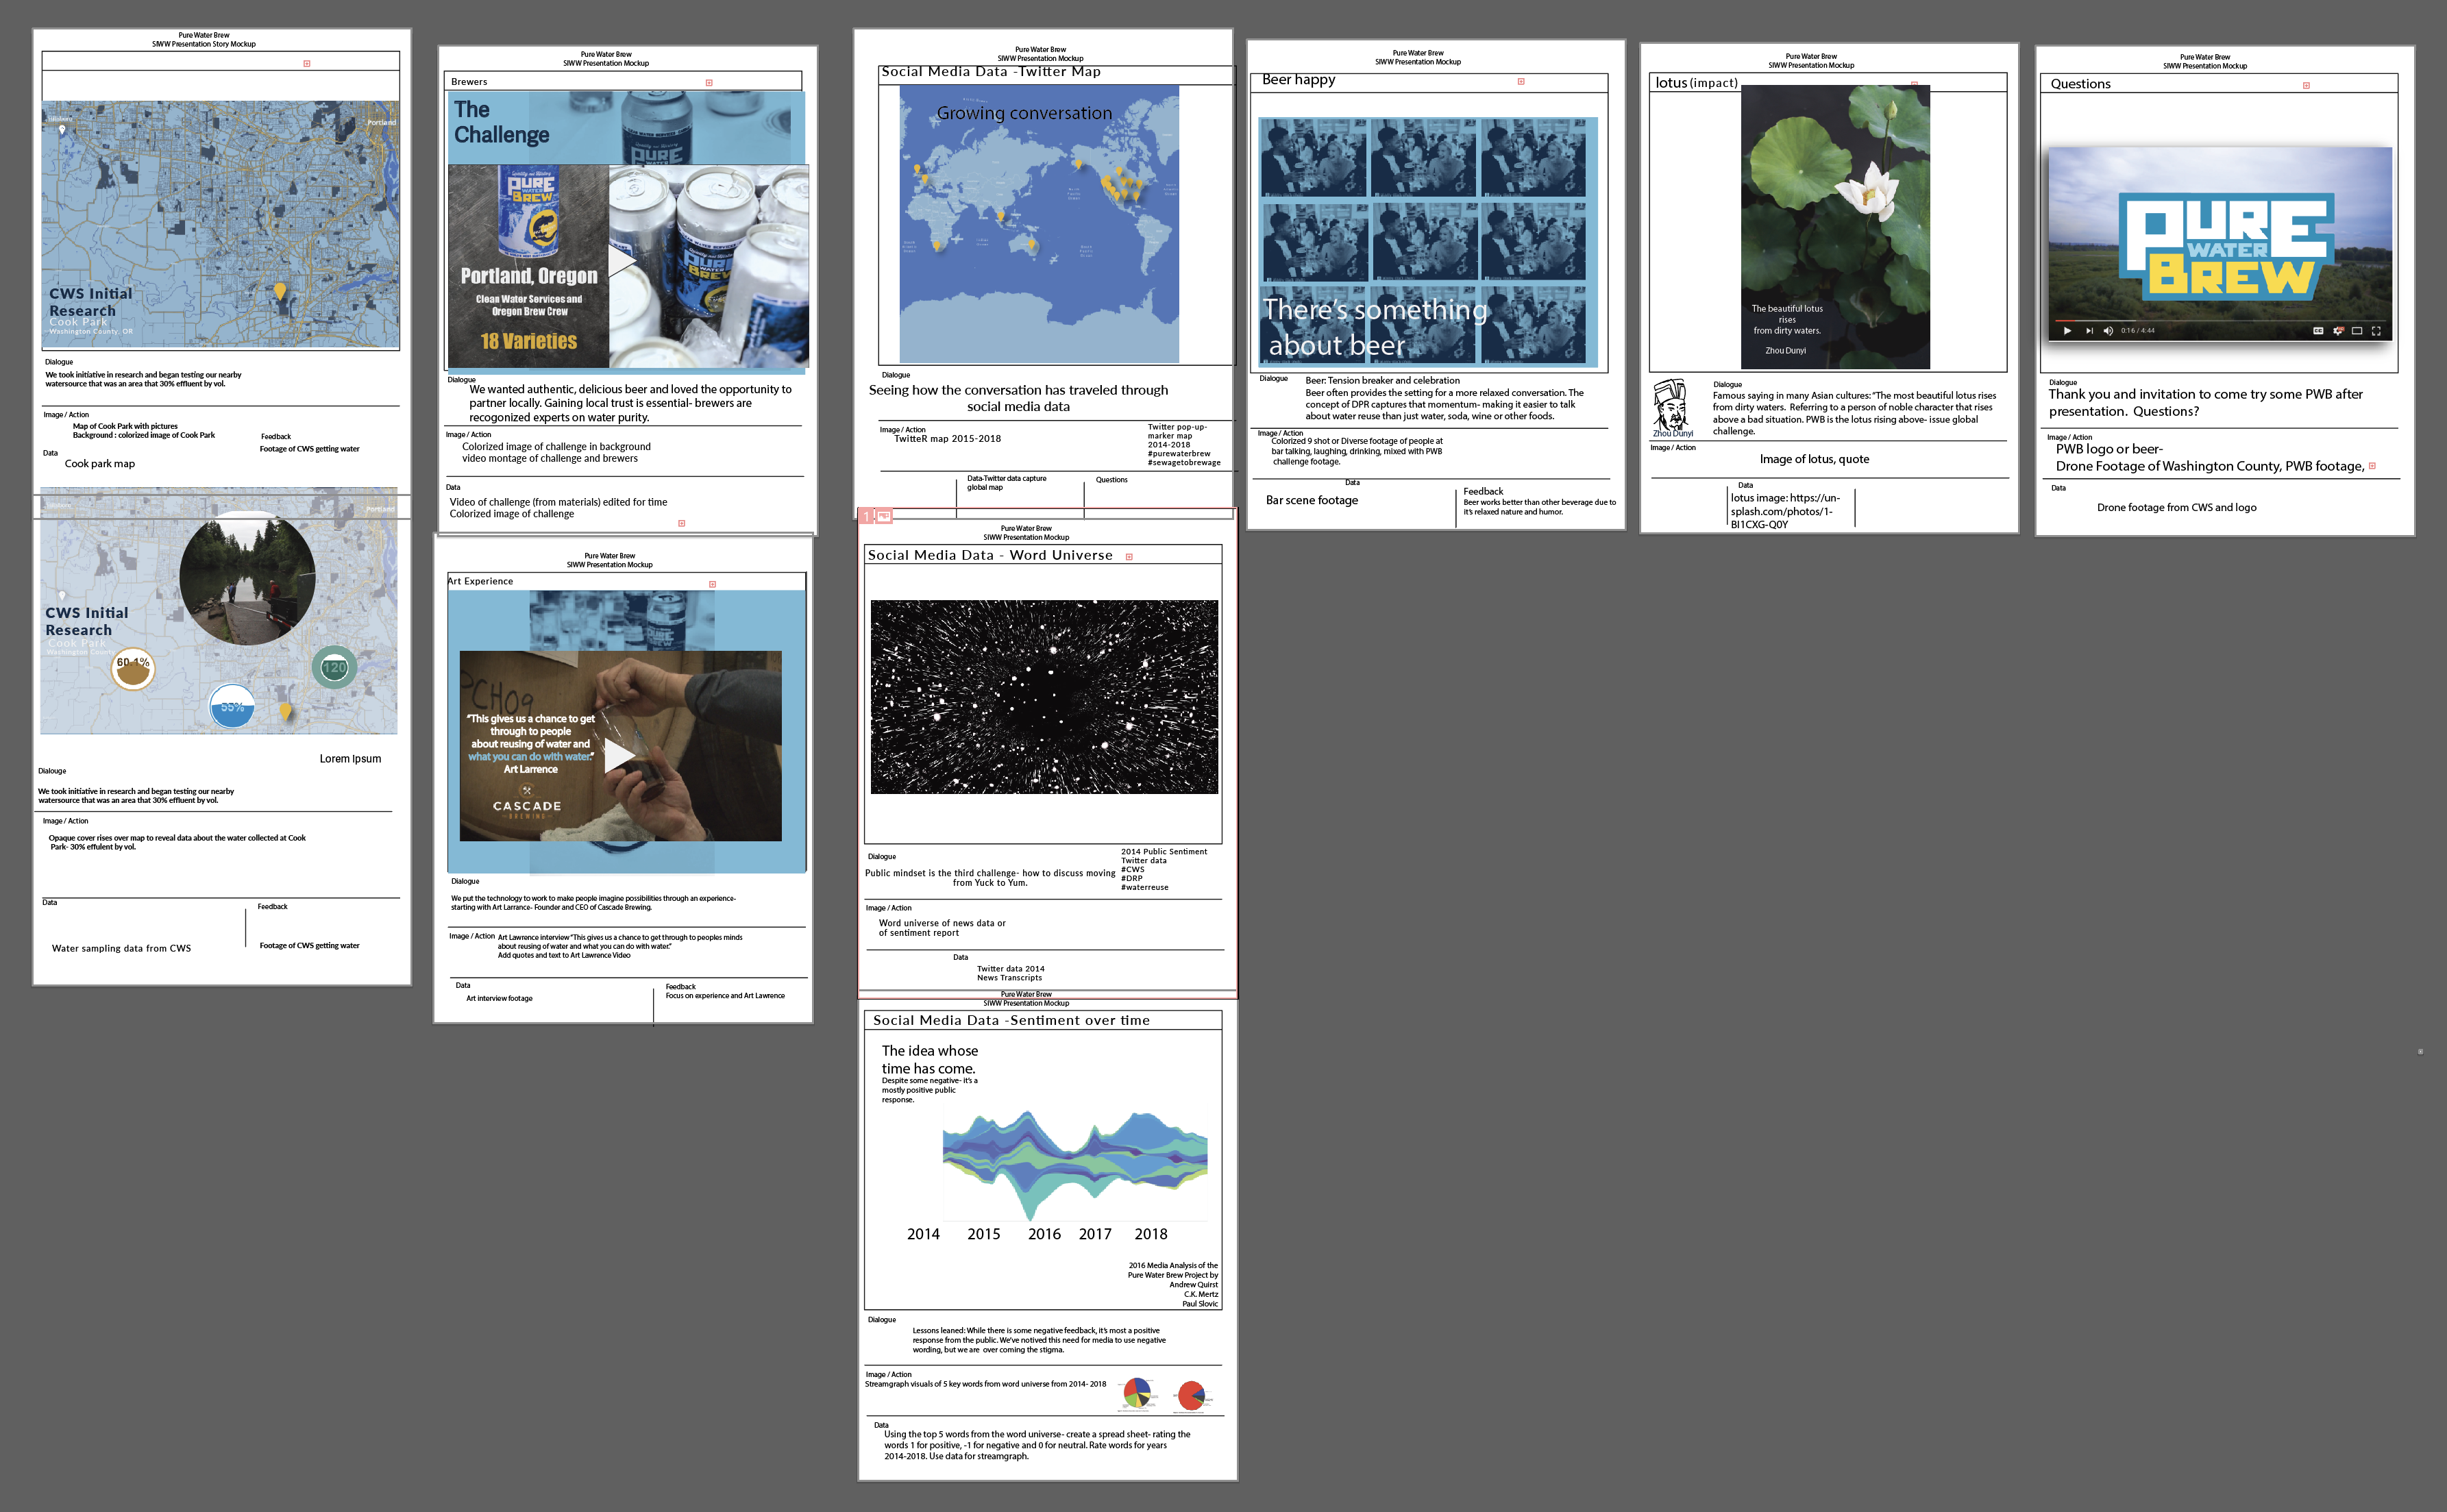 Pure Water Brew
SIWW Presentation Story Mockup
Portland
CWS Initial
Research
Cook Park
Washington County, OR
Dialogue
We took initiative in research and began testing our nearby
watersource that was an area that 30% effluent by vol.
Image / Action
Map of Cook Park with pictures
Background : colorized image of Cook Park
Feedback
Footage of CWS getting water
Data
Cook park map
Portland
CWS Initial
Research
Cook Park
Washington County
60.1%
120
55%
Lorem Ipsum
Dialouge
We took initiative in research and began testing our nearby
watersource that was an area that 30% effluent by vol.
Image / Action
Opaque cover rises over map to reveal data about the water collected at Cook
Park- 30% effulent by vol.
Data
Feedback
Water sampling data from CWS
Footage of CWS getting water
Pure Water Brew
SIWW Presentation Mockup
Brewers
The
Challenge
PURE
PURE
WATER
BREW
Portland, Oregon
Clean Water Services and
Oregon Brew Crew
18 Varieties
PURE
WATER
BREW
Dialogue
We wanted authentic, delicious beer and loved the opportunity to
partner locally. Gaining local trust is essential- brewers are
recogonized experts on water purity.
Image / Action
Colorized image of challenge in background
video montage of challenge and brewers
Data
Video of challenge (from materials) edited for time
Colorized image of challenge
Pure Water Brew
SIWW Presentation Mockup
Art Experience
PURE
BREW
"This gives us a chance to get
through to people
about reusing of water and
what you can do with water."
Art Larrence
CASCADE
BREWING
Dialogue
We put the technology to work to make people imagine possibilities through an experience-
starting with Art Larrance- Founder and CEO of Cascade Brewing.
Image / Action
Art Lawrence interview "This gives us a chance to get through to peoples minds
about reusing of water and what you can do with water."
Add quotes and text to Art Lawrence Video
Data
Art interview footage
Feedback
Focus on experience and Art Lawrence
Pure Water Brew
SIWW Presentation Mockup
Social Media Data -Twitter Map
Growing conversation
Dialogue
Seeing how the conversation has traveled through
social media data
Image / Action
TwitteR map 2015-2018
Twitter pop-up-
marker map
2014-2018
#purewaterbrew
#sewagetobrewage
Data-Twitter data capture
global map
Questions
1
Pure Water Brew
SIWW Presentation Mockup
Social Media Data - Word Universe
Dialogue
Public mindset is the third challenge- how to discuss moving
from Yuck to Yum.
2014 Public Sentiment
Twitter data
#CWS
#DRP
#waterreuse
Image / Action
Word universe of news data or
of sentiment report
Data
Twitter data 2014
News Transcripts
Pure Water Brew
SIWW Presentation Mockup
Social Media Data -Sentiment over time
The idea whose
time has come.
Despite some negative- it's a
mostly positive public
response.
2014 2015 2016 2017 2018
2016 Media Analysis of the
Pure Water Brew Project by
Andrew Quirst
C.K. Mertz
Paul Slovic
Dialogue
Lessons leaned: While there is some negative feedback, it's most a positive
response from the public. We've notived this need for media to use negative
wording, but we are over coming the stigma.
Image / Action
Streamgraph visuals of 5 key words from word universe from 2014- 2018
Data
Using the top 5 words from the word universe- create a spread sheet- rating the
words 1 for positive, -1 for negative and 0 for neutral. Rate words for years
2014-2018. Use data for streamgraph.
Pure Water Brew
SIWW Presentation Mockup
Beer happy
There's something
about beer
Dialogue
Beer: Tension breaker and celebration
Beer often provides the setting for a more relaxed conversation. The
concept of DPR captures that momentum- making it easier to talk
about water reuse than just water, soda, wine or other foods.
Image / Action
Colorized 9 shot or Diverse footage of people at
bar talking, laughing, drinking, mixed with PWB
challenge footage.
Data
Bar scene footage
Feedback
Beer works better than other beverage due to
it's relaxed nature and humor.
Pure Water Brew
SIWW Presentation Mockup
lotus (impact)
The beautiful lotus
rises
from dirty waters.
Zhou Dunyi
Zhou Dunyi
Dialogue
Famous saying in many Asian cultures: "The most beautiful lotus rises
from dirty waters. Referring to a person of noble character that rises
above a bad situation. PWB is the lotus rising above- issue global
challenge.
Image / Action
Image of lotus, quote
Data
lotus image: https://un-
splash.com/photos/1-
BI1CXG-Q0Y
Pure Water Brew
SIWW Presentation Mockup
Questions
PURE
WATER
BREW
0:16 / 4:44
CC
Dialogue
Thank you and invitation to come try some PWB after
presentation. Questions?
Image / Action
PWB logo or beer-
Drone Footage of Washington County, PWB footage,
Data
Drone footage from CWS and logo